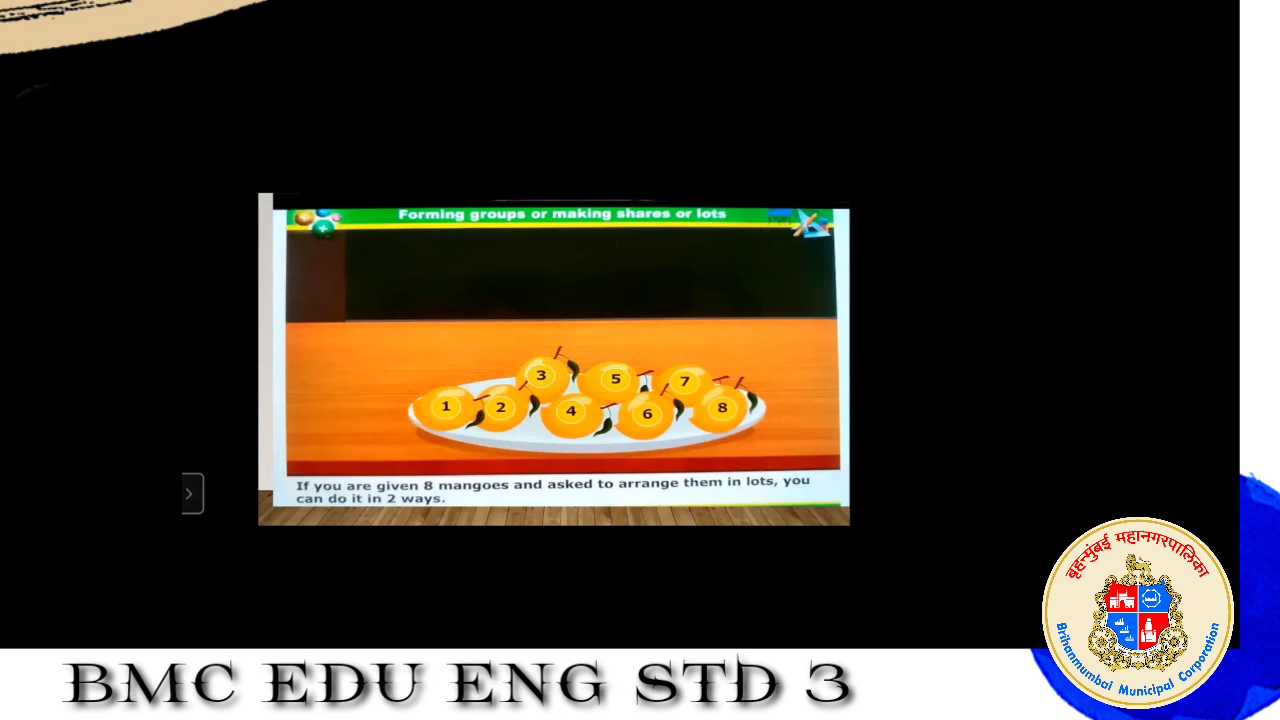 Forming groups or making shares or lots
3
5
7
1
2
4
6
8
If you are given 8 mangoes and asked to arrange them in lots, you
can do it in 2 ways.
बृहन्मुंबई महानगरपालिका
Brihanmumbai Municipal Corporation
BMC EDU ENG STD 3